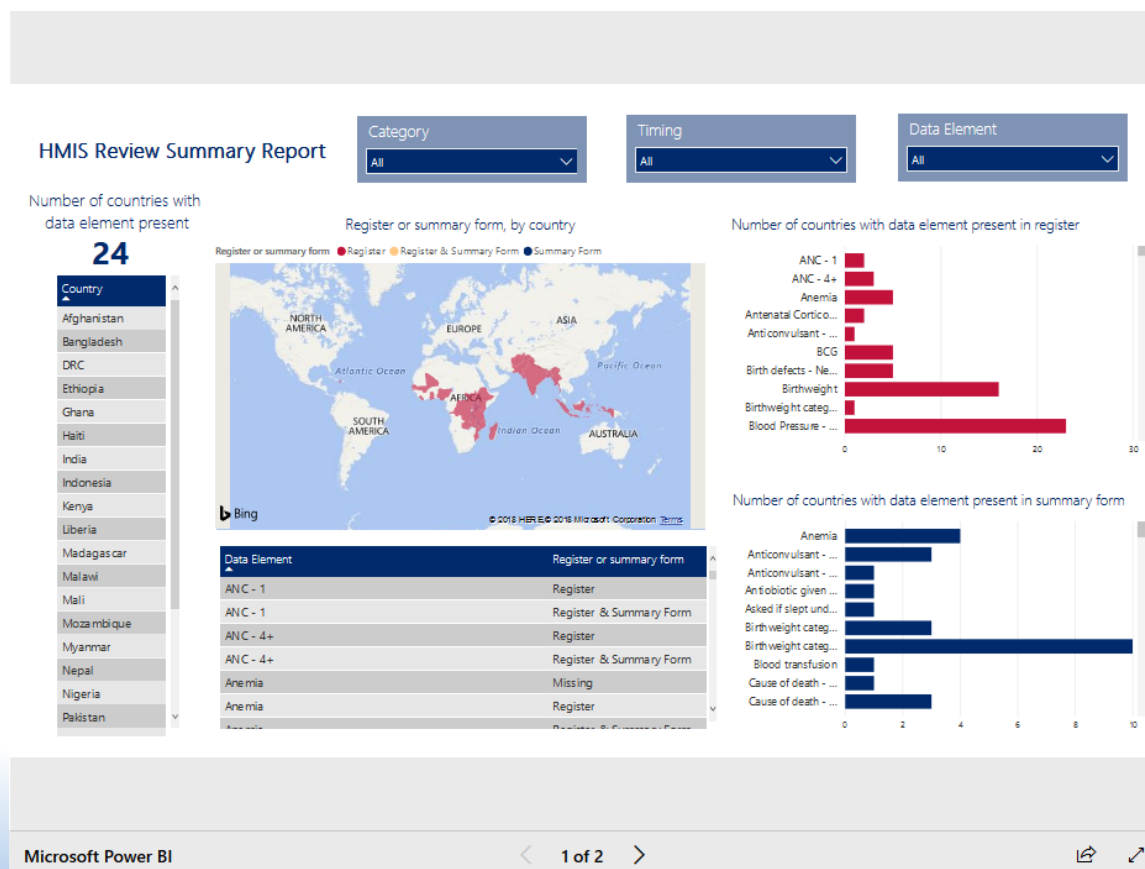 HMIS Review Summary Report
Category
All
Timing
All
Data Element
All
Number of countries with
data element present
24
Country
Afghanistan
Bangladesh
DRC
Ethiopia
Ghana
Haiti
India
Indonesia
Kenya
Liberia
Madagascar
Malawi
Mali
Mozambique
Myanmar
Nepal
Nigeria
Pakistan
Register or summary form, by country
Register or summary form Register Register & Summary Form Summary Form
NORTH
AMERICA
EUROPE
ASIA
Atlantic Ocean
Pacific Ocean
AFRICA
SOUTH
AMERICA
Indian Ocean
AUSTRALIA
Bing
© 2018 HERE,© 2018 Microsoft Corporation Terms
Data Element Register or summary form
ANC - 1 Register
ANC - 1 Register & Summary Form
ANC - 4+ Register
ANC - 4+ Register & Summary Form
Anemia Missing
Anemia Register
Anemia Register & Summary Form
Number of countries with data element present in register
ANC - 1
ANC - 4+
Anemia
Antenatal Cortico...
Anticonvulsant - ...
BCG
Birth defects - Ne...
Birthweight
Birthweight categ...
Blood Pressure - ...
0 10 20 30
Number of countries with data element present in summary form
Anemia
Anticonvulsant - ...
Anticonvulsant - ...
Antiobiotic given ...
Asked if slept und...
Birthweight categ...
Birthweight categ...
Blood transfusion
Cause of death - ...
Cause of death - ...
0 2 4 6 8 10
Microsoft Power BI
1 of 2